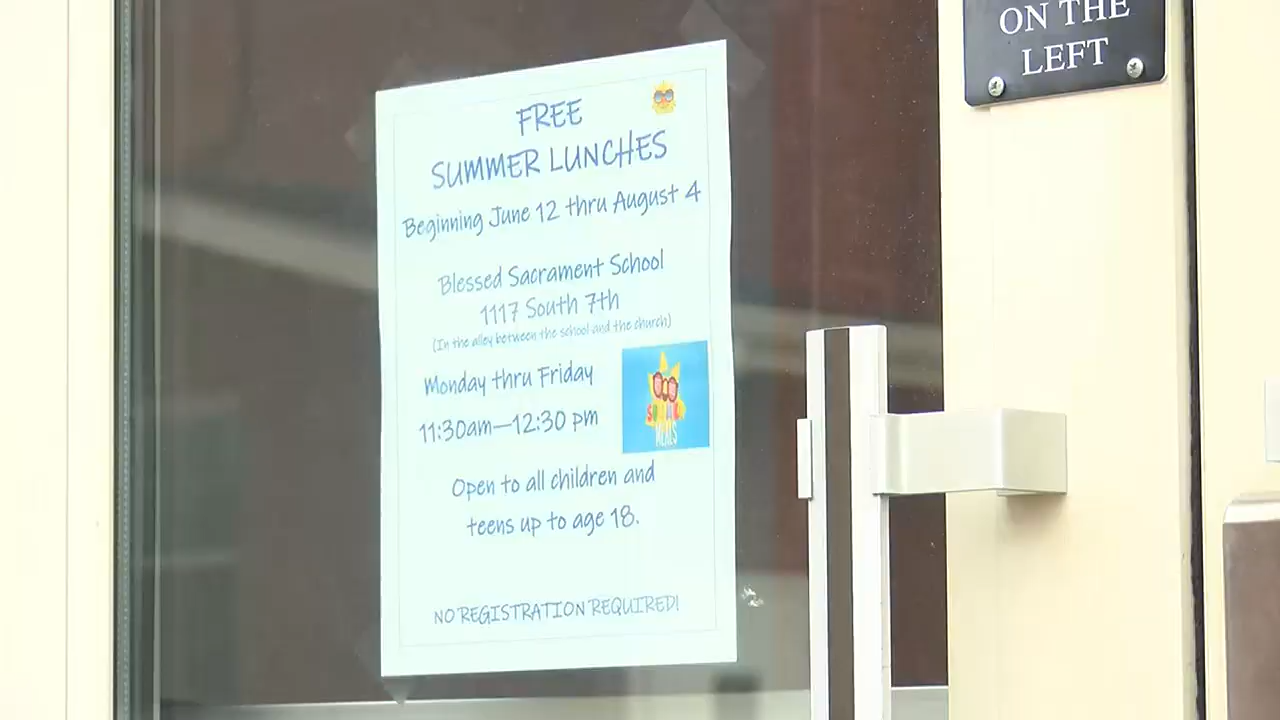 ON THE
LEFT
FREE
SUMMER LUNCHES
Beginning June 12 thru August 4
Blessed Sacrament School
1117 South 7th
(In the alley between the school and the church)
Monday thru Friday
11:30am—12:30 pm
SUMMER
MEALS
Open to all children and
teens up to age 18.
NO REGISTRATION REQUIRED!